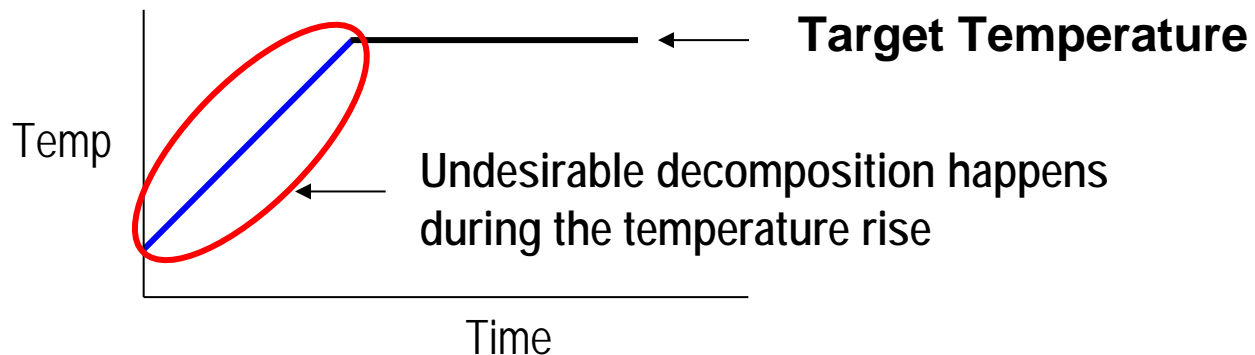 Target Temperature
Temp
Undesirable decomposition happens
during the temperature rise
Time